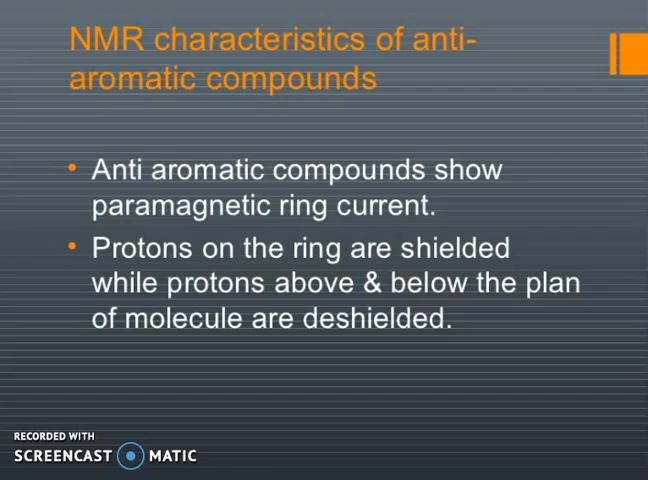 NMR characteristics of anti-
aromatic compounds
• Anti aromatic compounds show
paramagnetic ring current.
• Protons on the ring are shielded
while protons above & below the plan
of molecule are deshielded.
RECORDED WITH
SCREENCAST MATIC